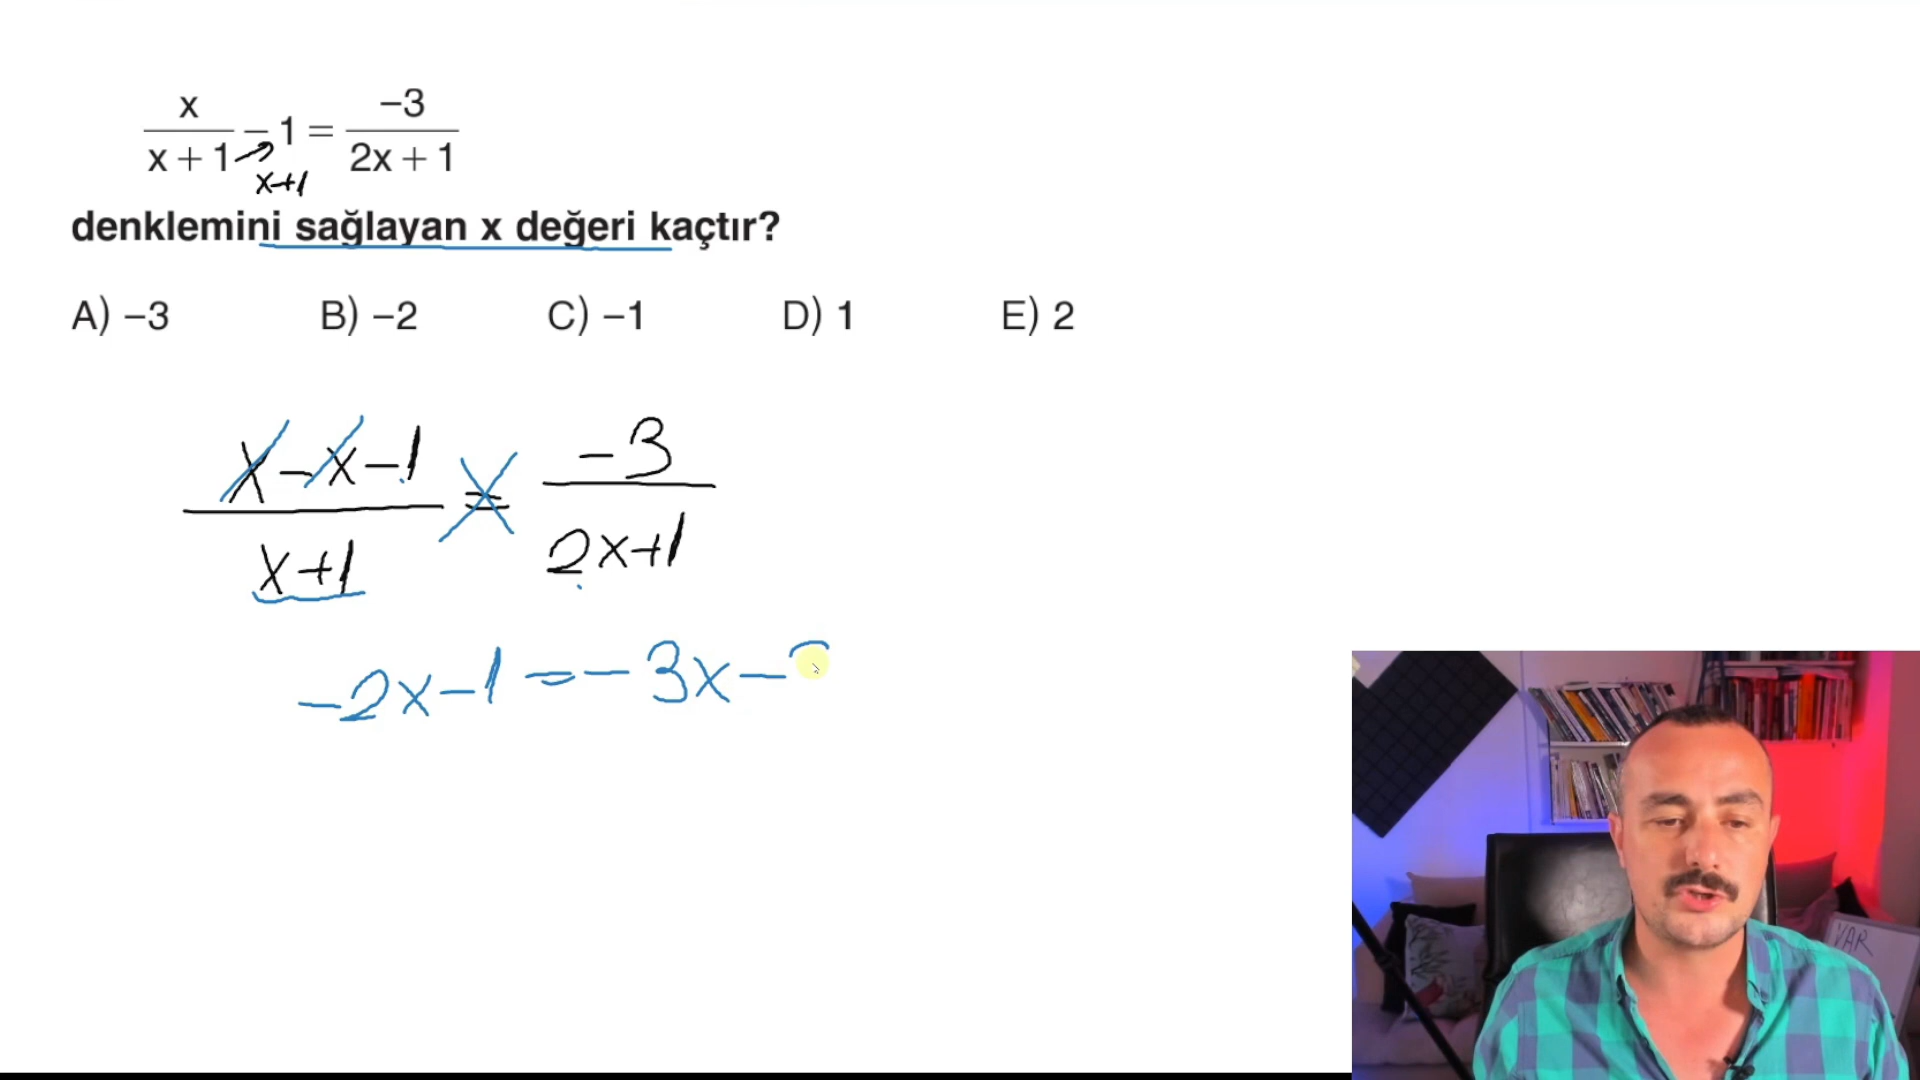 x/(x + 1) – 1 = –3/(2x + 1)
x+1
denklemini sağlayan x değeri kaçtır?
A) –3 B) –2 C) –1 D) 1 E) 2
(x-x-1)/(x+1) = -3/(2x+1)
-2x-1=-3x-
VAR